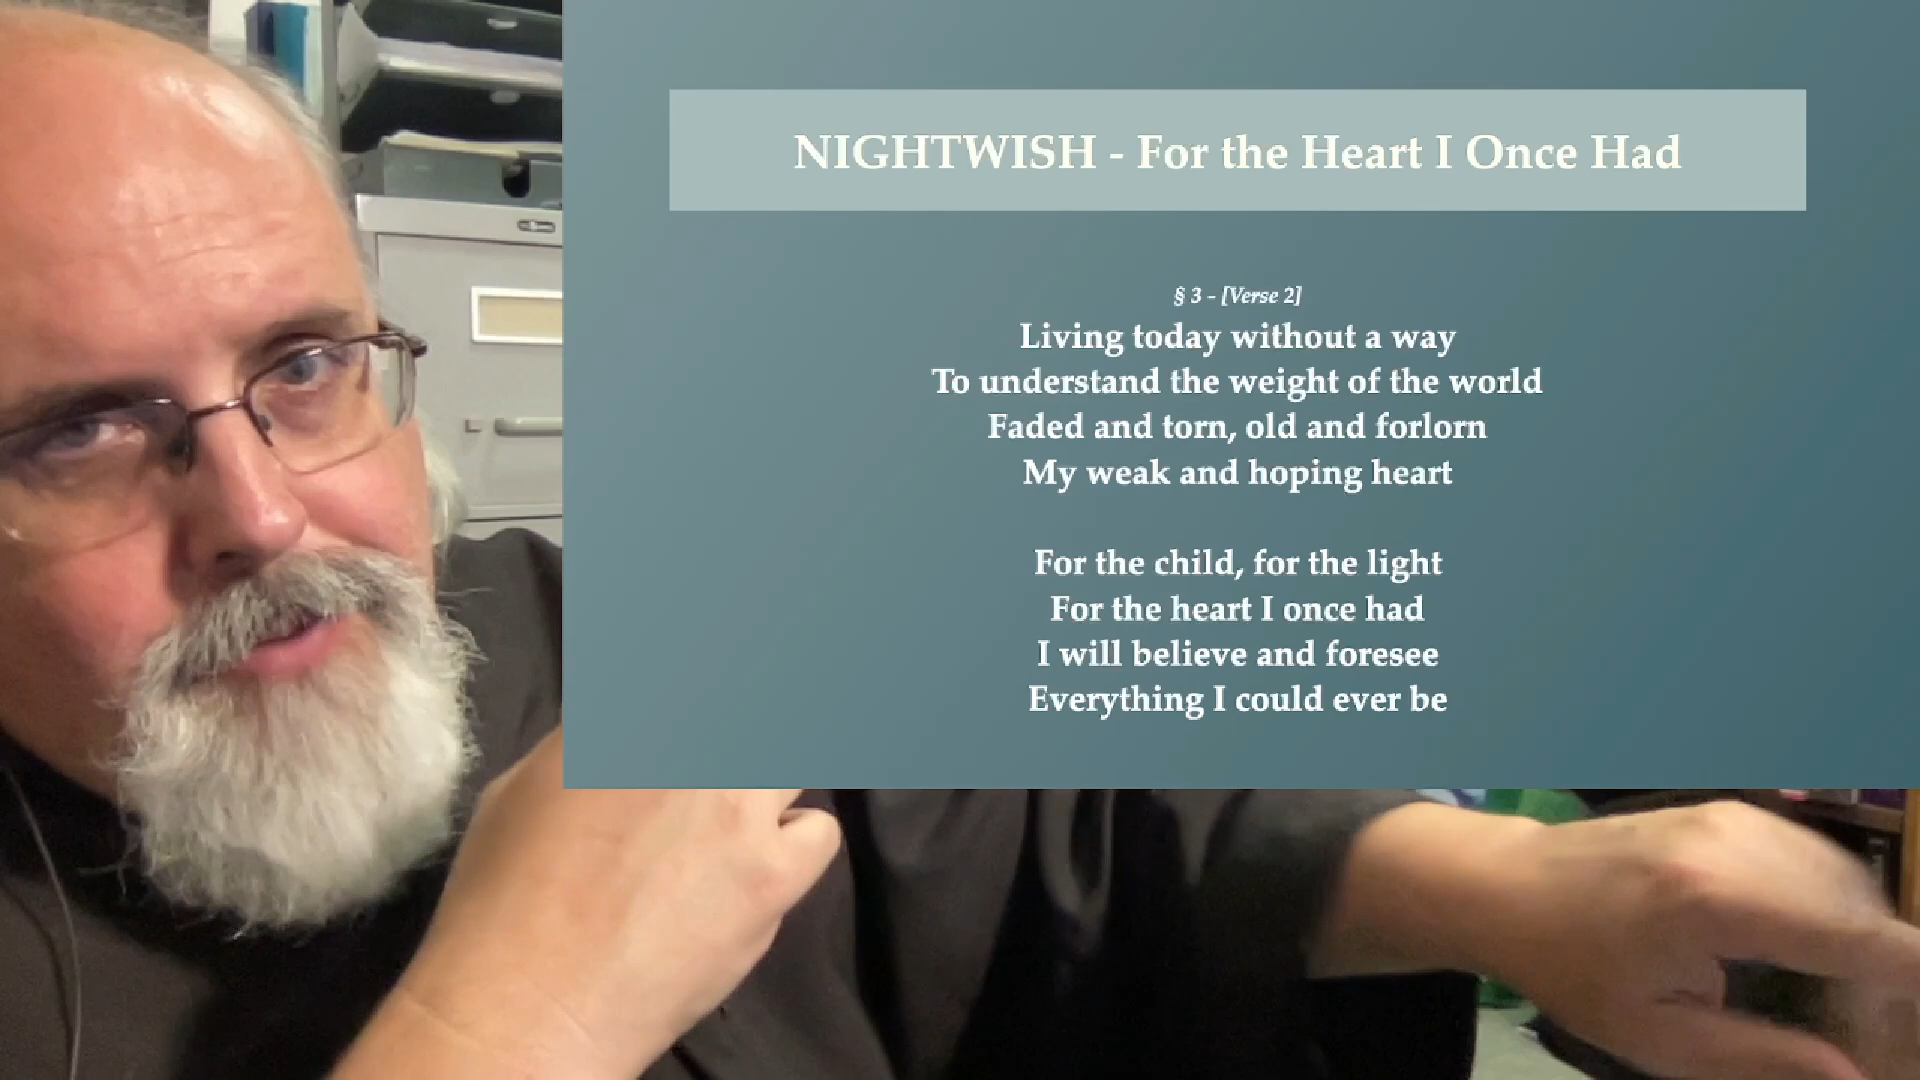 NIGHTWISH - For the Heart I Once Had
§ 3 - [Verse 2]
Living today without a way
To understand the weight of the world
Faded and torn, old and forlorn
My weak and hoping heart
For the child, for the light
For the heart I once had
I will believe and foresee
Everything I could ever be